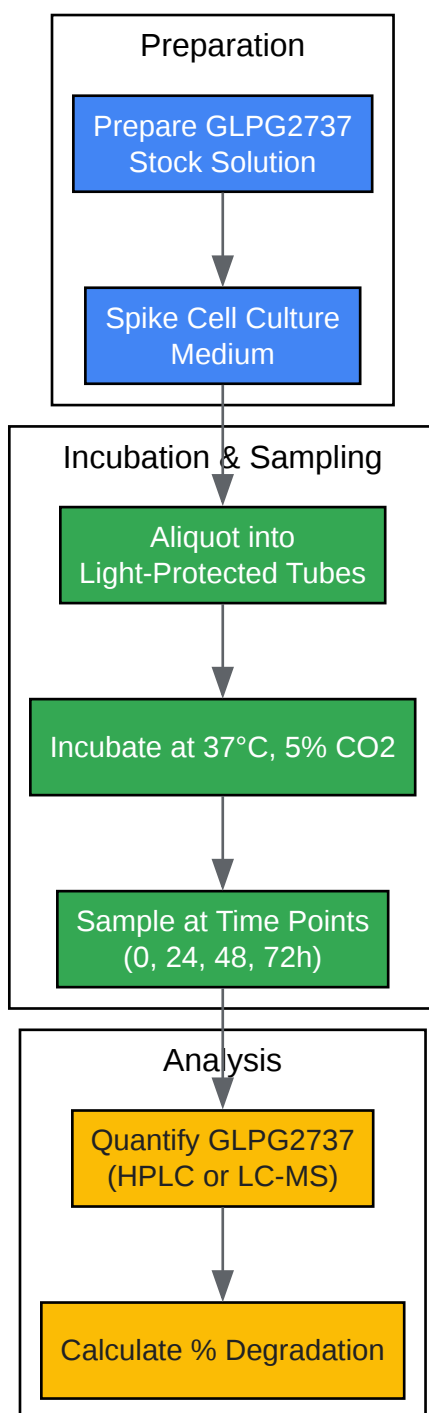 Preparation
Prepare GLPG2737
Stock Solution
Spike Cell Culture
Medium
Incubation & Sampling
Aliquot into
Light-Protected Tubes
Incubate at 37°C, 5% CO2
Sample at Time Points
(0, 24, 48, 72h)
Analysis
Quantify GLPG2737
(HPLC or LC-MS)
Calculate % Degradation